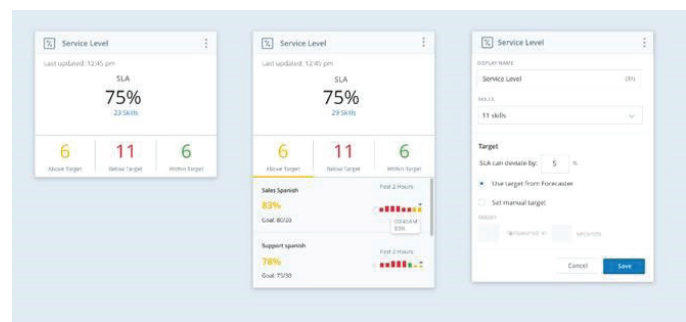 Service Level
Last updated: 12:45 pm
SLA
75%
23 Skills
6 11 6
Above Target Below Target Within Target
Service Level
Last updated: 12:45 pm
SLA
75%
29 Skills
6 11 6
Above Target Below Target Within Target
Sales Spanish Past 2 Hours
83%
Goal: 80/20
83%
Support spanish Past 2 Hours
78%
Goal: 75/30
Service Level
DISPLAY NAME
Service Level
SKILLS
11 skills
Target
SLA can deviate by: 5 %
Use target from Forecaster
Set manual target
TARGET
Cancel Save